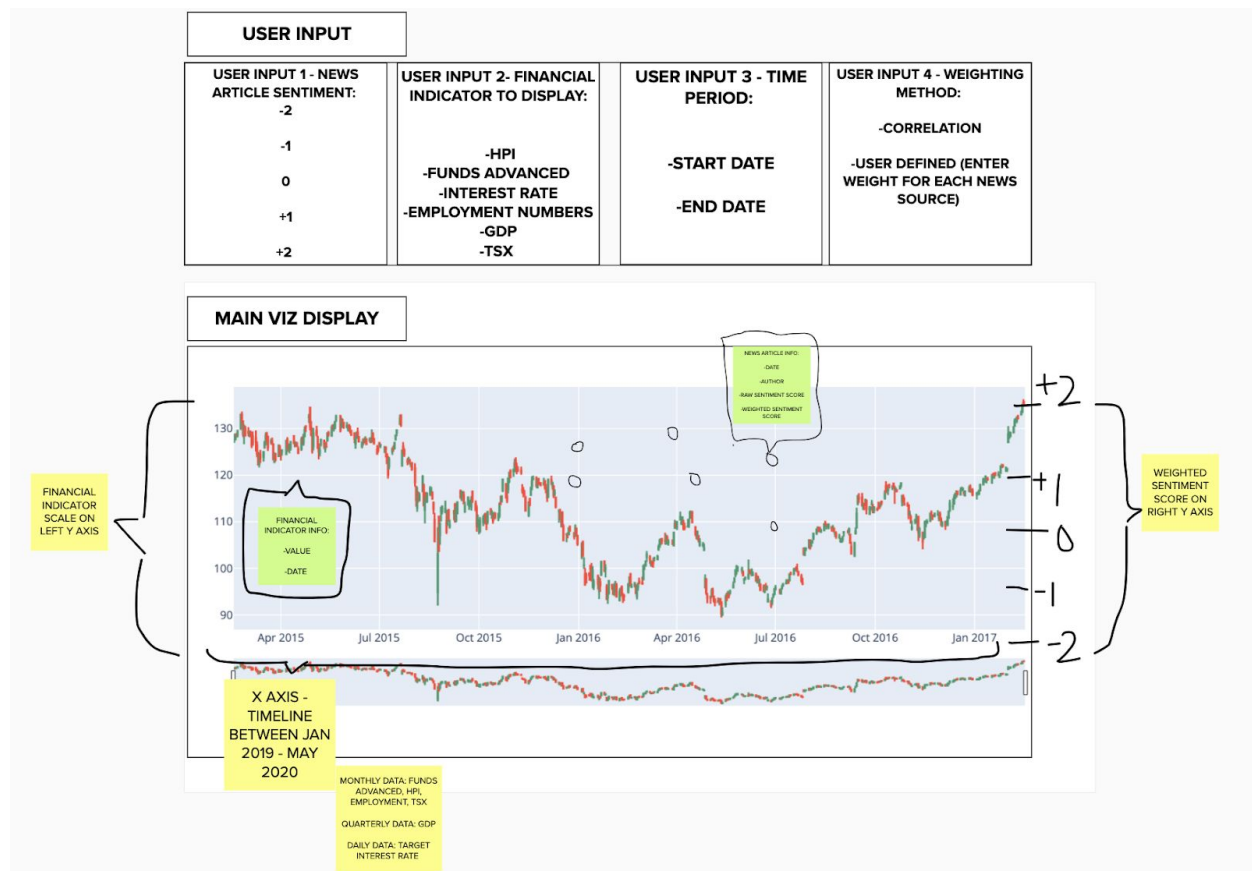 USER INPUT
USER INPUT 1 - NEWS
ARTICLE SENTIMENT:
-2
-1
0
+1
+2
USER INPUT 2- FINANCIAL
INDICATOR TO DISPLAY:
-HPI
-FUNDS ADVANCED
-INTEREST RATE
-EMPLOYMENT NUMBERS
-GDP
-TSX
USER INPUT 3 - TIME
PERIOD:
-START DATE
-END DATE
USER INPUT 4 - WEIGHTING
METHOD:
-CORRELATION
-USER DEFINED (ENTER
WEIGHT FOR EACH NEWS
SOURCE)
MAIN VIZ DISPLAY
NEWS ARTICLE INFO:
-DATE
-AUTHOR
-RAW SENTIMENT SCORE
-WEIGHTED SENTIMENT
SCORE
FINANCIAL
INDICATOR
SCALE ON
LEFT Y AXIS
130
120
110
100
90
FINANCIAL
INDICATOR INFO:
-VALUE
-DATE
+2
+1
0
-1
-2
WEIGHTED
SENTIMENT
SCORE ON
RIGHT Y AXIS
Apr 2015
Jul 2015
Oct 2015
Jan 2016
Apr 2016
Jul 2016
Oct 2016
Jan 2017
X AXIS -
TIMELINE
BETWEEN JAN
2019 - MAY
2020
MONTHLY DATA: FUNDS
ADVANCED, HPI,
EMPLOYMENT, TSX
QUARTERLY DATA: GDP
DAILY DATA: TARGET
INTEREST RATE